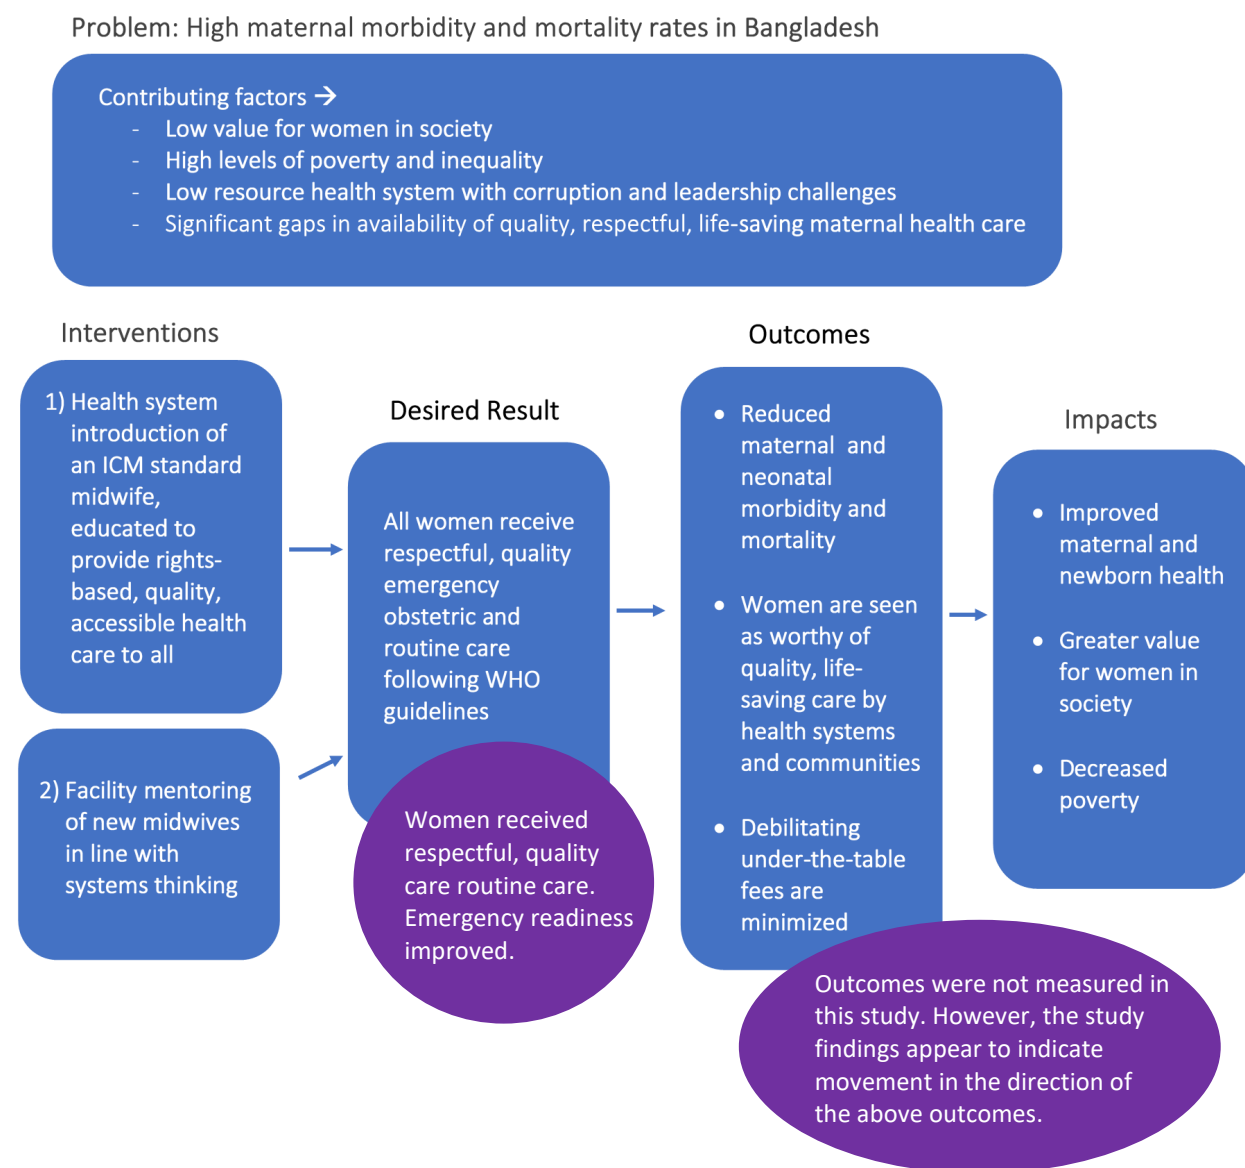 Problem: High maternal morbidity and mortality rates in Bangladesh
Contributing factors →
- Low value for women in society
- High levels of poverty and inequality
- Low resource health system with corruption and leadership challenges
- Significant gaps in availability of quality, respectful, life-saving maternal health care
Interventions
1) Health system
introduction of
an ICM standard
midwife,
educated to
provide rights-
based, quality,
accessible health
care to all
2) Facility mentoring
of new midwives
in line with
systems thinking
Desired Result
All women receive
respectful, quality
emergency
obstetric and
routine care
following WHO
guidelines
Women received
respectful, quality
care routine care.
Emergency readiness
improved.
Outcomes
• Reduced
maternal and
neonatal
morbidity and
mortality
• Women are seen
as worthy of
quality, life-
saving care by
health systems
and communities
• Debilitating
under-the-table
fees are
minimized
Outcomes were not measured in
this study. However, the study
findings appear to indicate
movement in the direction of
the above outcomes.
Impacts
• Improved
maternal and
newborn health
• Greater value
for women in
society
• Decreased
poverty